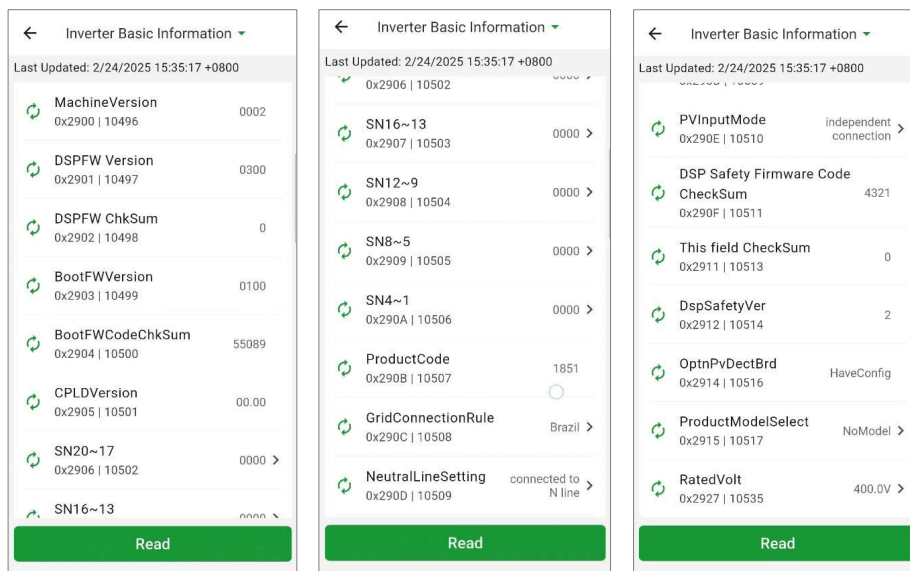 Inverter Basic Information
Last Updated: 2/24/2025 15:35:17 +0800
MachineVersion
0x2900 | 10496
0002
DSPFW Version
0x2901 | 10497
0300
DSPFW ChkSum
0x2902 | 10498
0
BootFWVersion
0x2903 | 10499
0100
BootFWCodeChkSum
0x2904 | 10500
55089
CPLDVersion
0x2905 | 10501
00.00
SN20~17
0x2906 | 10502
0000
SN16~13
0000
Read
Inverter Basic Information
Last Updated: 2/24/2025 15:35:17 +0800
0x2906 | 10502
SN16~13
0x2907 | 10503
0000
SN12~9
0x2908 | 10504
0000
SN8~5
0x2909 | 10505
0000
SN4~1
0x290A | 10506
0000
ProductCode
0x290B | 10507
1851
GridConnectionRule
0x290C | 10508
Brazil
NeutralLineSetting
0x290D | 10509
connected to
N line
Read
Inverter Basic Information
Last Updated: 2/24/2025 15:35:17 +0800
PVInputMode
0x290E | 10510
independent
connection
DSP Safety Firmware Code
CheckSum
0x290F | 10511
4321
This field CheckSum
0x2911 | 10513
0
DspSafetyVer
0x2912 | 10514
2
OptnPvDectBrd
0x2914 | 10516
HaveConfig
ProductModelSelect
0x2915 | 10517
NoModel
RatedVolt
0x2927 | 10535
400.0V
Read